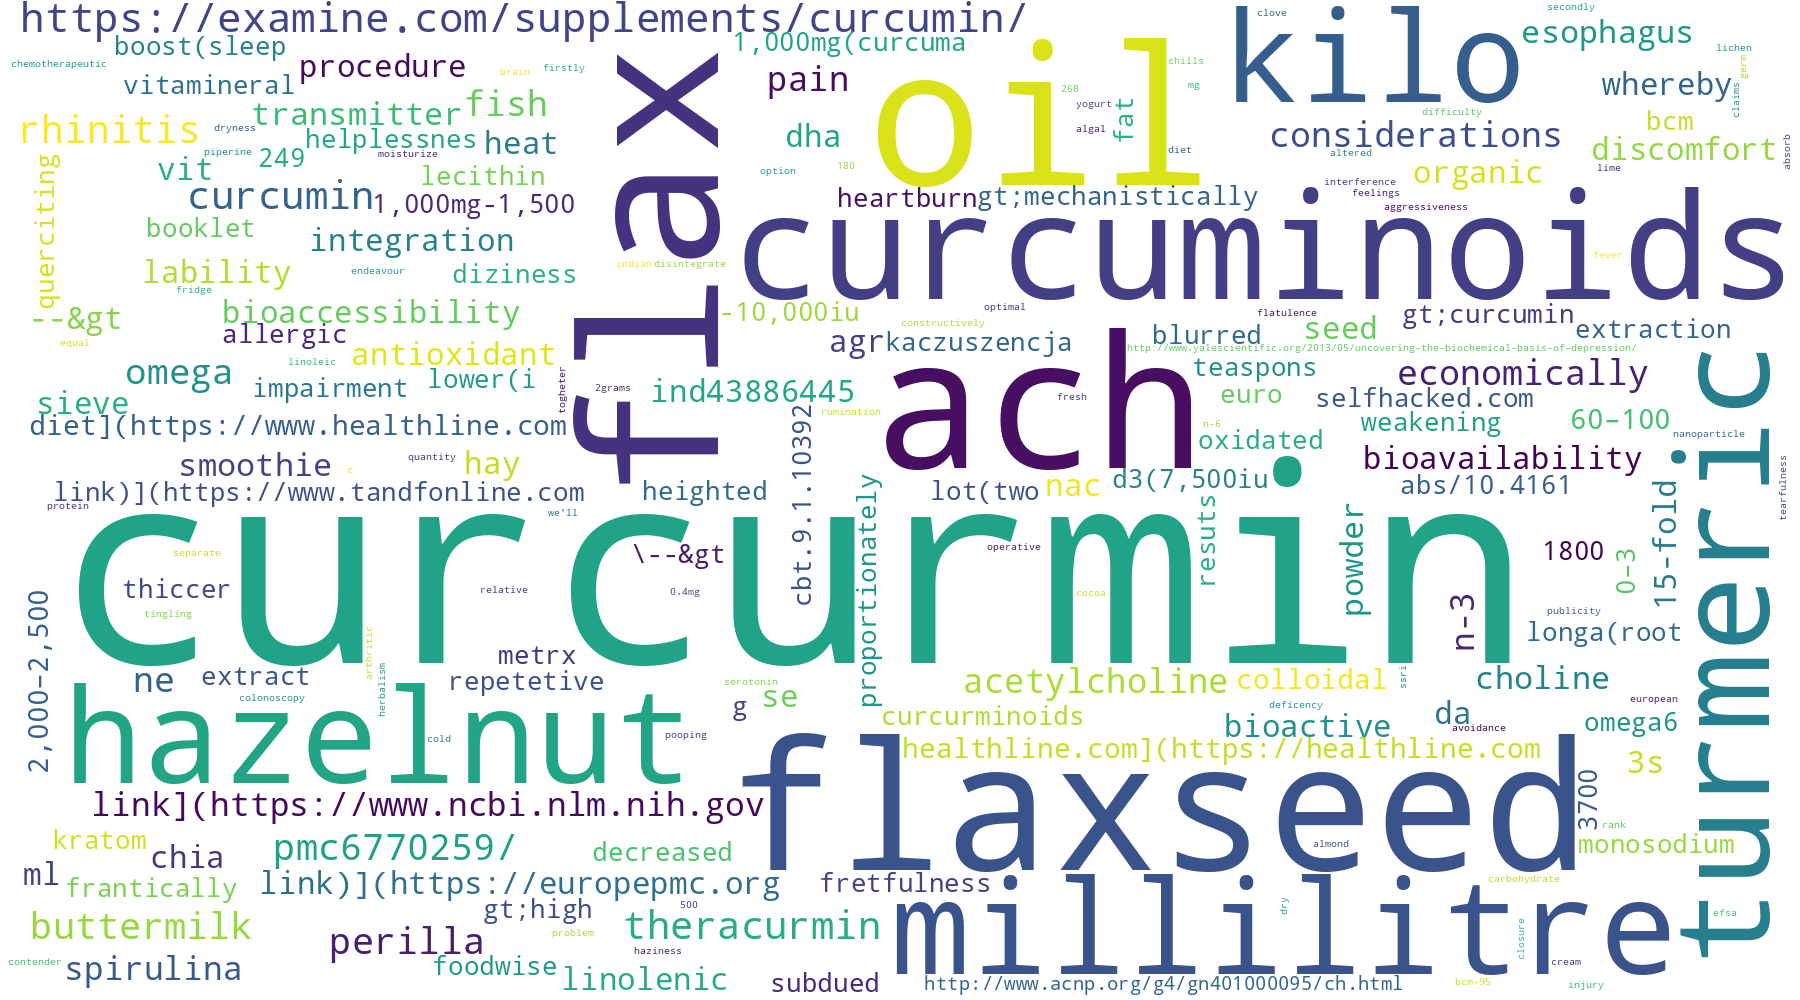 https://examine.com/supplements/curcumin/
boost(sleep
chemotherapeutic
vitamineral
procedure
brain
firstly
transmitter
fish
rhinitis
dryness
helplessnes
heat
piperine
vit
249
moisturize
lecithin
querciting
curcumin
1,000mg-1,500
booklet
integration
lability
endeavour
diziness
fridge
--&gt
bioaccessibility
allergic
equal
linoleic
antioxidant
omega
impairment
lower(i
sieve
flax
1,000mg(curcuma
pain
oil
kilo
clove
secondly
esophagus
lichen
chills
germ
whereby
claims
268
mg
yogurt
fat
algal
dha
difficulty
considerations
bcm
discomfort
absorb
diet
altered
option
180
organic
lime
interference
feelings
heartburn
gt;mechanistically
aggressiveness
curcuminoids
indian
disintegrate
fever
-10,000iu
optimal
flatulence
gt;curcumin
constructively
seed
extraction
agr
kaczuszencja
blurred
http://www.yalescientific.org/2013/05/uncovering-the-biochemical-basis-of-depression/
ach
teaspons
economically
togheter
2grams
ind43886445
fresh
euro
selfhacked.com
rumination
cbt.9.1.10392
n-6
weakening
60–100
diet](https://www.healthline.com
oxidated
nanoparticle
smoothie
c
quantity
hay
bioavailability
tearfulness
link)](https://www.tandfonline.com
heighted
lot(two
nac
d3(7,500iu
abs/10.4161
protein
we'll
proportionately
resuts
powder
15-fold
turmeric
curcurmin
separate
\--&gt
operative
1800
0–3
thiccer
relative
0.4mg
cocoa
n-3
publicity
tingling
2,000–2,500
arthritic
longa(root
metrx
ne
extract
herbalism
repetetive
serotonin
acetylcholine
colloidal
ssri
choline
colonoscopy
g
se
deficency
european
hazelnut
curcurminoids
bioactive
da
avoidance
omega6
cold
pooping
healthline.com](https://healthline.com
3s
flaxseed
3700
link](https://www.ncbi.nlm.nih.gov
rank
kratom
chia
pmc6770259/
decreased
almond
monosodium
ml
frantically
link)](https://europepmc.org
fretfulness
millilitre
carbohydrate
gt;high
500
dry
efsa
buttermilk
perilla
problem
theracurmin
haziness
closure
contender
spirulina
foodwise
linolenic
subdued
cream
http://www.acnp.org/g4/gn401000095/ch.html
bcm-95
injury